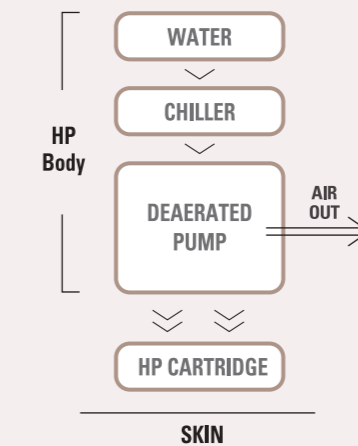 WATER
CHILLER
HP
Body
DEAERATED
PUMP
AIR
OUT
HP CARTRIDGE
SKIN